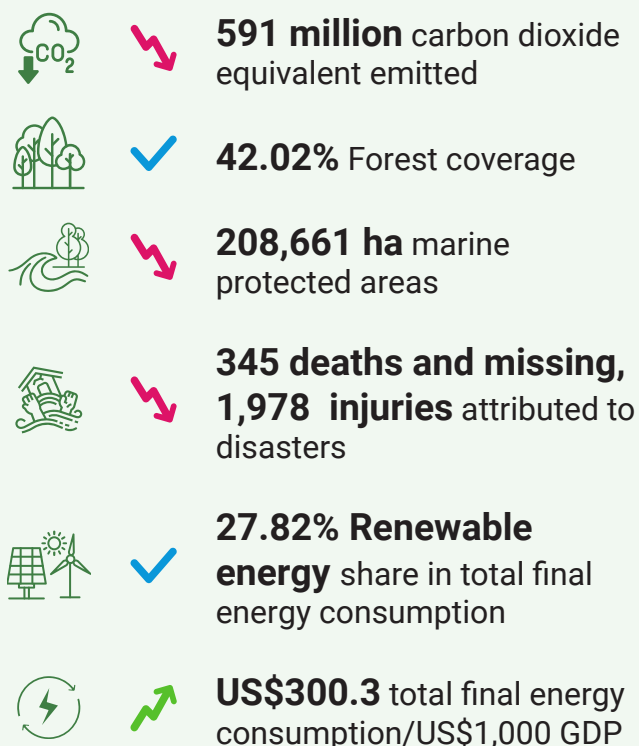 CO2
591 million carbon dioxide
equivalent emitted
42.02% Forest coverage
208,661 ha marine
protected areas
345 deaths and missing,
1,978 injuries attributed to
disasters
27.82% Renewable
energy share in total final
energy consumption
US$300.3 total final energy
consumption/US$1,000 GDP